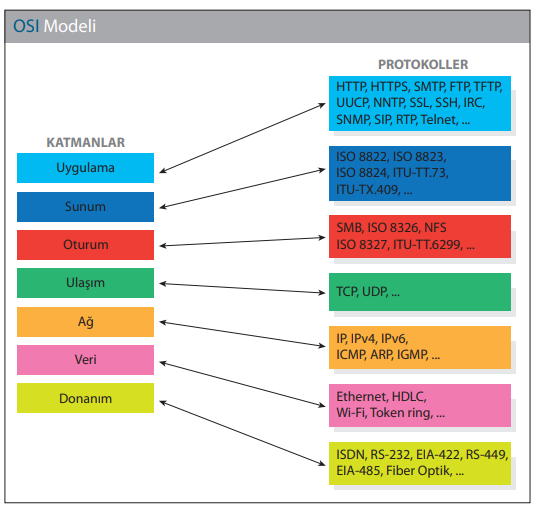 OSI Modeli
KATMANLAR
Uygulama
Sunum
Oturum
Ulaşım
Ağ
Veri
Donanım
PROTOKOLLER
HTTP, HTTPS, SMTP, FTP, TFTP,
UUCP, NNTP, SSL, SSH, IRC,
SNMP, SIP, RTP, Telnet, ...
ISO 8822, ISO 8823,
ISO 8824, ITU-TT.73,
ITU-TX.409, ...
SMB, ISO 8326, NFS
ISO 8327, ITU-TT.6299, ...
TCP, UDP, ...
IP, IPv4, IPv6,
ICMP, ARP, IGMP, ...
Ethernet, HDLC,
Wi-Fi, Token ring, ...
ISDN, RS-232, EIA-422, RS-449,
EIA-485, Fiber Optik, ...